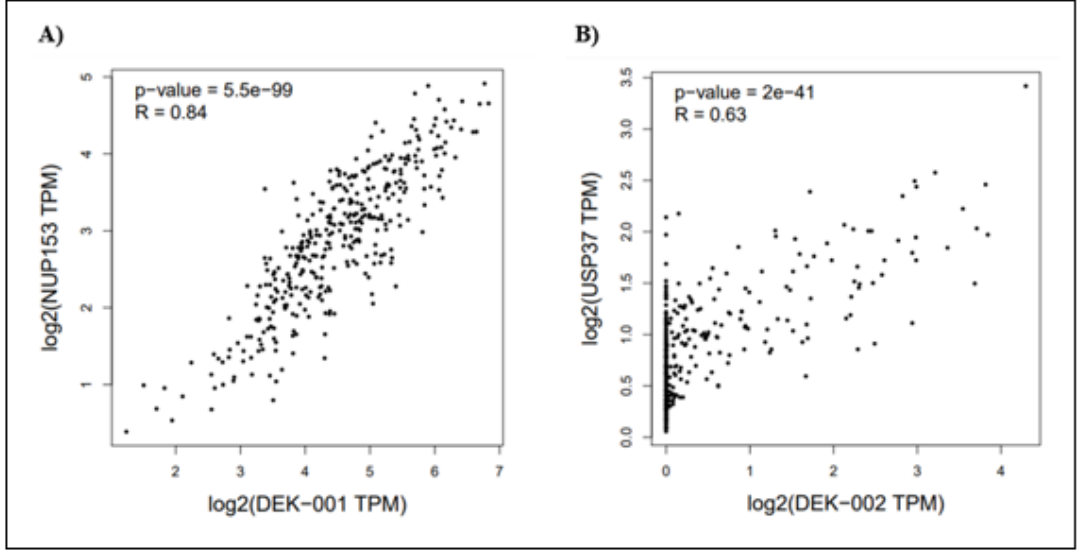 A)
p−value = 5.5e−99
R = 0.84
5
4
3
2
1
log2(NUP153 TPM)
2 3 4 5 6 7
log2(DEK−001 TPM)
B)
p−value = 2e−41
R = 0.63
3.5
3.0
2.5
2.0
1.5
1.0
0.5
0.0
log2(USP37 TPM)
0 1 2 3 4
log2(DEK−002 TPM)